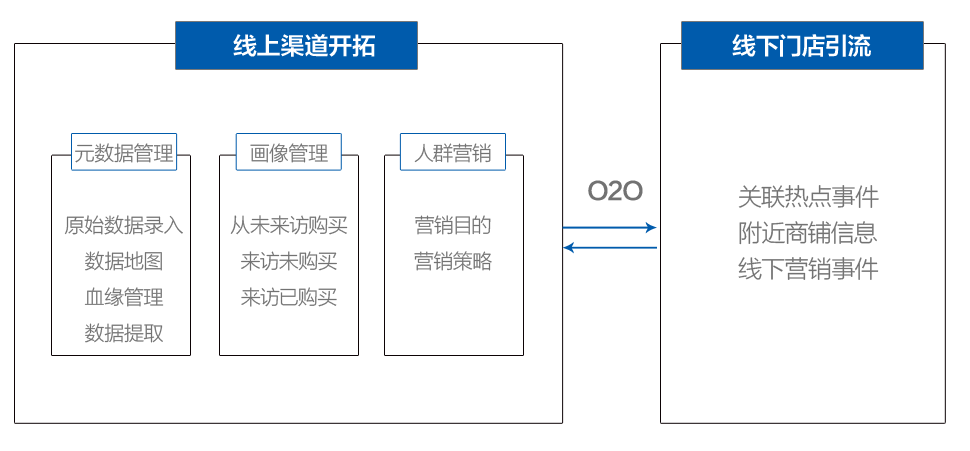 线上渠道开拓
元数据管理
原始数据录入
数据地图
血缘管理
数据提取
画像管理
从未来访购买
来访未购买
来访已购买
人群营销
营销目的
营销策略
O2O
线下门店引流
关联热点事件
附近商铺信息
线下营销事件